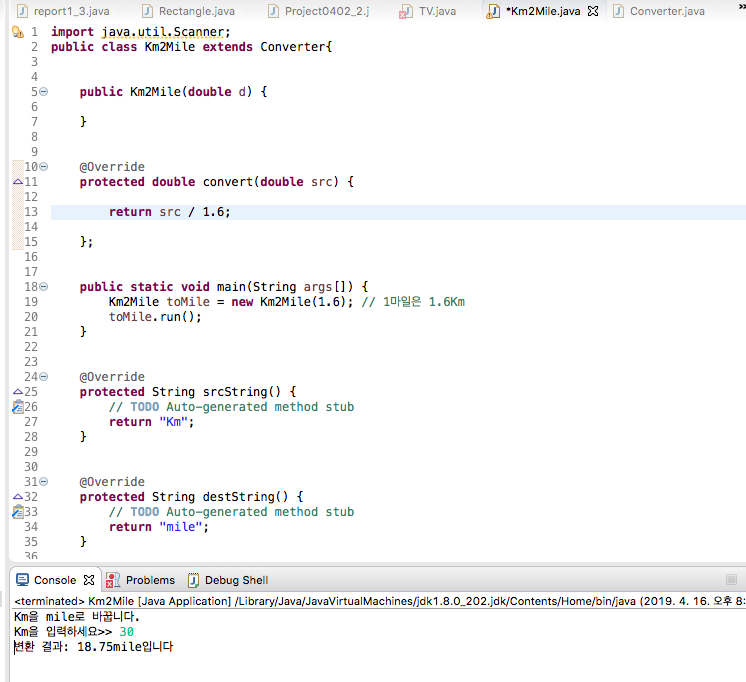 report1_3.java Rectangle.java Project0402_2.j TV.java *Km2Mile.java Converter.java
1 import java.util.Scanner;
2 public class Km2Mile extends Converter{
3
4
5 public Km2Mile(double d) {
6
7 }
8
9
10 @Override
11 protected double convert(double src) {
12
13 return src / 1.6;
14
15 };
16
17
18 public static void main(String args[]) {
19 Km2Mile toMile = new Km2Mile(1.6); // 1마일은 1.6Km
20 toMile.run();
21 }
22
23
24 @Override
25 protected String srcString() {
26 // TODO Auto-generated method stub
27 return "Km";
28 }
29
30
31 @Override
32 protected String destString() {
33 // TODO Auto-generated method stub
34 return "mile";
35 }
36
Console Problems Debug Shell
<terminated> Km2Mile [Java Application] /Library/Java/JavaVirtualMachines/jdk1.8.0_202.jdk/Contents/Home/bin/java (2019. 4. 16. 오후 8:
Km을 mile로 바꿉니다.
Km을 입력하세요>> 30
변환 결과: 18.75mile입니다